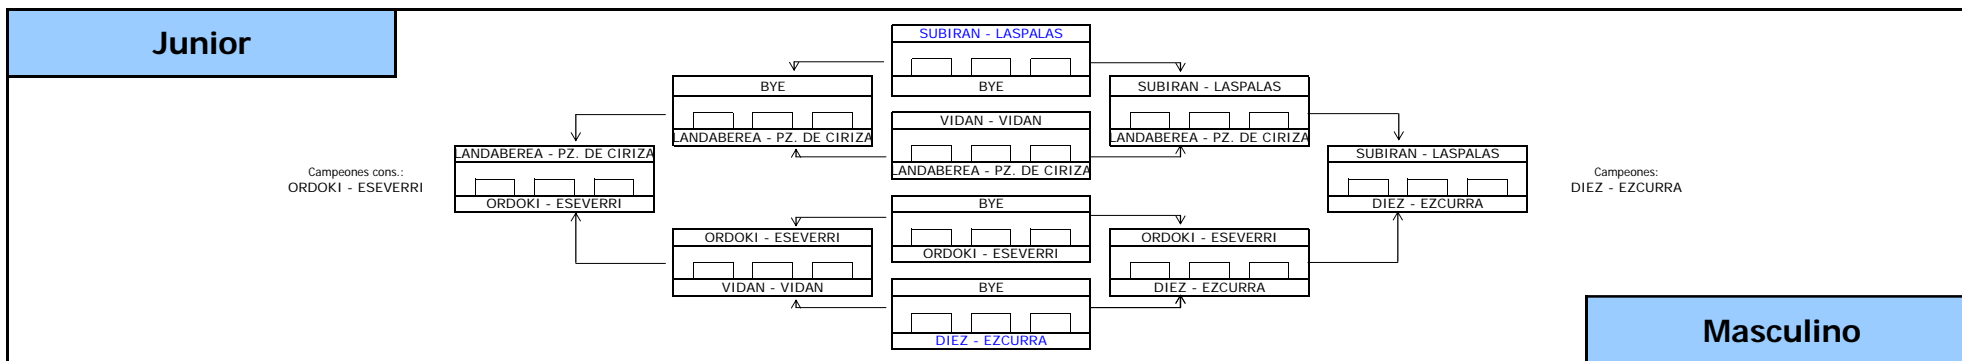 Junior
SUBIRAN - LASPALAS
BYE
VIDAN - VIDAN
LANDABEREA - PZ. DE CIRIZA
BYE
ORDOKI - ESEVERRI
BYE
DIEZ - EZCURRA
BYE
LANDABEREA - PZ. DE CIRIZA
ORDOKI - ESEVERRI
VIDAN - VIDAN
LANDABEREA - PZ. DE CIRIZA
ORDOKI - ESEVERRI
Campeones cons.:
ORDOKI - ESEVERRI
SUBIRAN - LASPALAS
LANDABEREA - PZ. DE CIRIZA
ORDOKI - ESEVERRI
DIEZ - EZCURRA
SUBIRAN - LASPALAS
DIEZ - EZCURRA
Campeones:
DIEZ - EZCURRA
Masculino